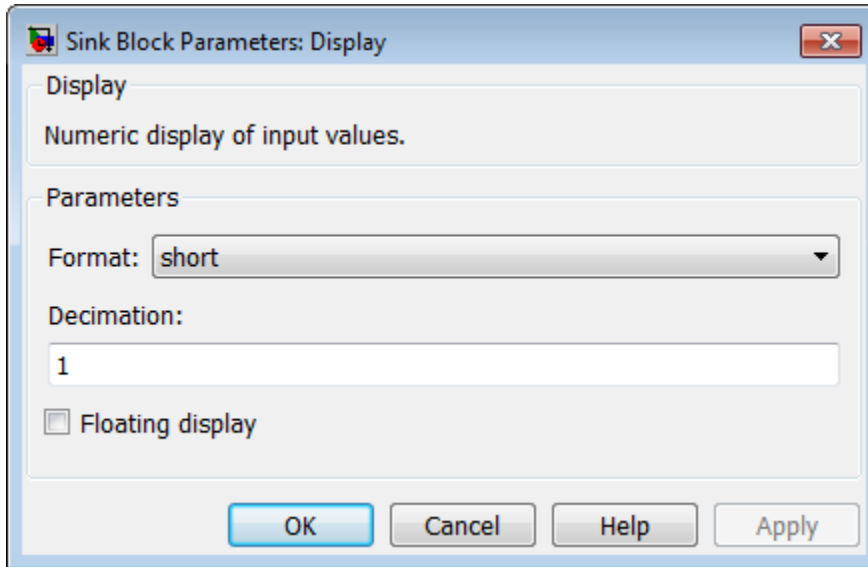 Sink Block Parameters: Display
Display
Numeric display of input values.
Parameters
Format: short
Decimation:
1
Floating display
OK Cancel Help Apply